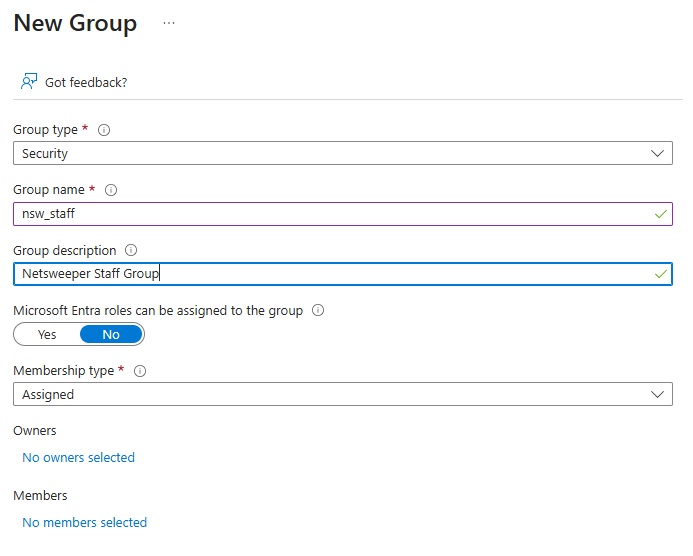 New Group ...
Got feedback?
Group type *
Security
Group name *
nsw_staff
Group description
Netsweeper Staff Group
Microsoft Entra roles can be assigned to the group
Yes No
Membership type *
Assigned
Owners
No owners selected
Members
No members selected